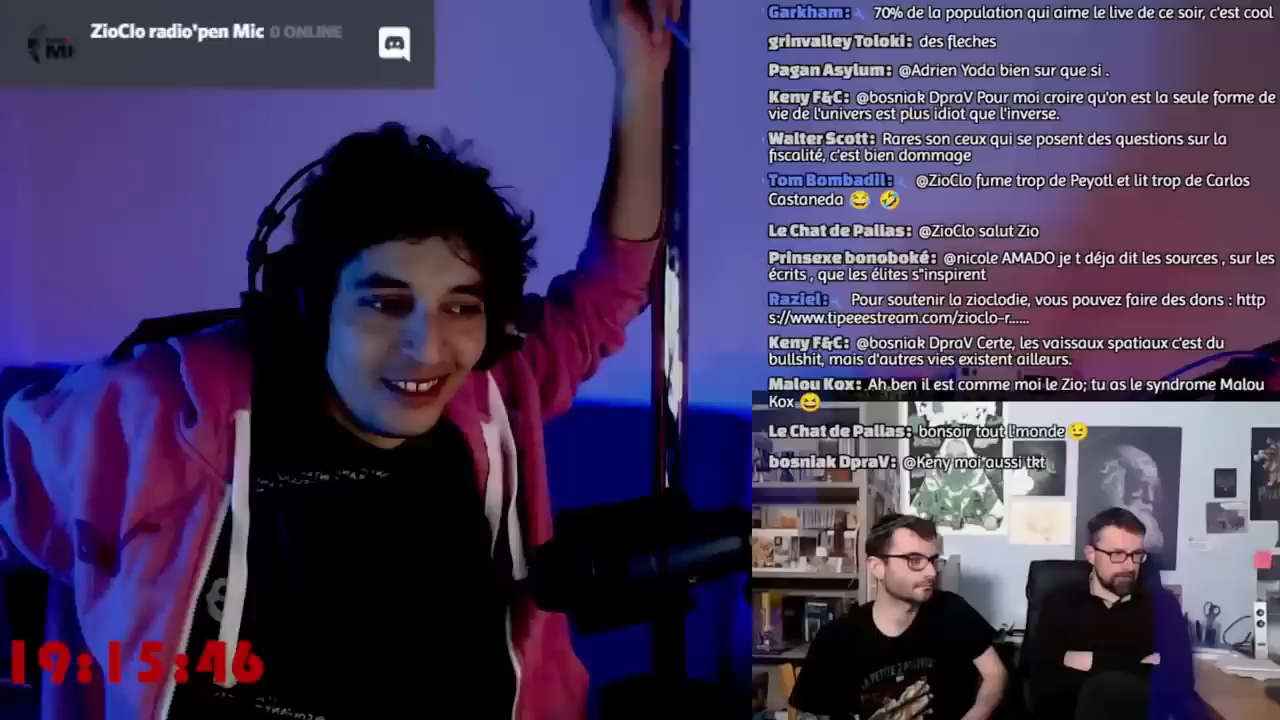 ZioClo radio'pen Mic 0 ONLINE
MI
Garkham: 70% de la population qui aime le live de ce soir, c'est cool
grinvalley Toloki: des fleches
Pagan Asylum: @Adrien Yoda bien sur que si .
Keny F&C: @bosniak DpraV Pour moi croire qu'on est la seule forme de
vie de l'univers est plus idiot que l'inverse.
Walter Scott: Rares son ceux qui se posent des questions sur la
fiscalité, c'est bien dommage
Tom Bombadil: @ZioClo fume trop de Peyotl et lit trop de Carlos
Castaneda 😂 🤣
Le Chat de Pallas: @ZioClo salut Zio
Prinsexe bonoboké: @nicole AMADO je t déja dit les sources , sur les
écrits , que les élites s"inspirent
Raziel: Pour soutenir la zioclodie, vous pouvez faire des dons : http
s://www.tipeeestream.com/zioclo-r......
Keny F&C: @bosniak DpraV Certe, les vaissaux spatiaux c'est du
bullshit, mais d'autres vies existent ailleurs.
Malou Kox: Ah ben il est comme moi le Zio; tu as le syndrome Malou
Kox 😆
Le Chat de Pallas: bonsoir tout l'monde 😉
bosniak DpraV: @Keny moi aussi tkt
19:15:46